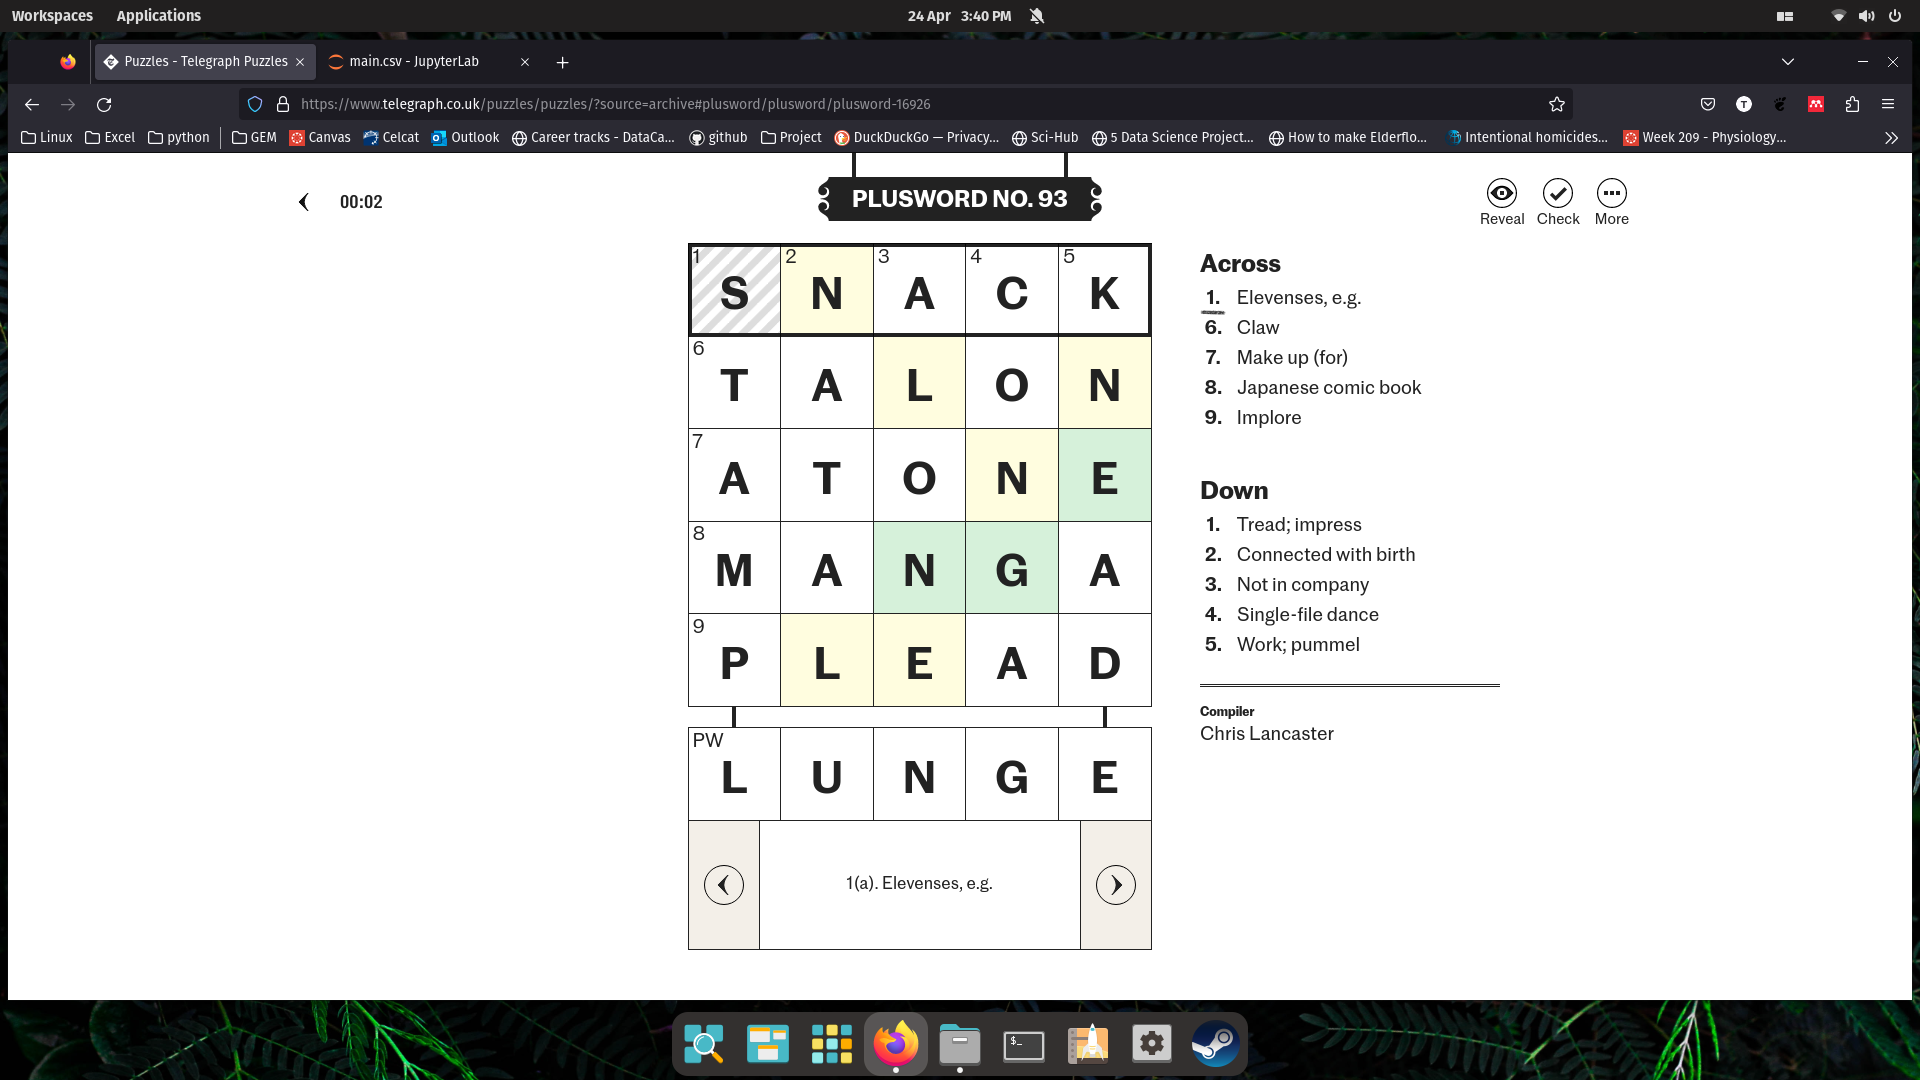 Workspaces Applications 24 Apr 3:40 PM
Puzzles - Telegraph Puzzles main.csv - JupyterLab
https://www.telegraph.co.uk/puzzles/puzzles/?source=archive#plusword/plusword/plusword-16926
Linux Excel python GEM Canvas Celcat Outlook Career tracks - DataCa... github Project DuckDuckGo — Privacy... Sci-Hub 5 Data Science Project... How to make Elderflo... Intentional homicides... Week 209 - Physiology...
00:02
PLUSWORD NO. 93
Reveal Check More
1 S 2 N 3 A 4 C 5 K
6 T A L O N
7 A T O N E
8 M A N G A
9 P L E A D
PW L U N G E
1(a). Elevenses, e.g.
Across
1. Elevenses, e.g.
6. Claw
7. Make up (for)
8. Japanese comic book
9. Implore
Down
1. Tread; impress
2. Connected with birth
3. Not in company
4. Single-file dance
5. Work; pummel
Compiler
Chris Lancaster